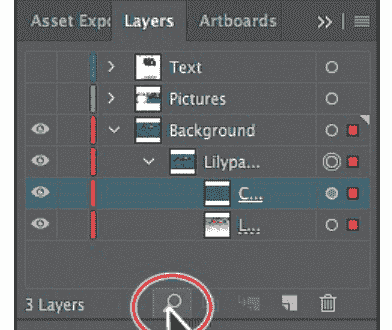 Asset Expo Layers Artboards
Text
Pictures
Background
Lilypa...
C...
L...
3 Layers